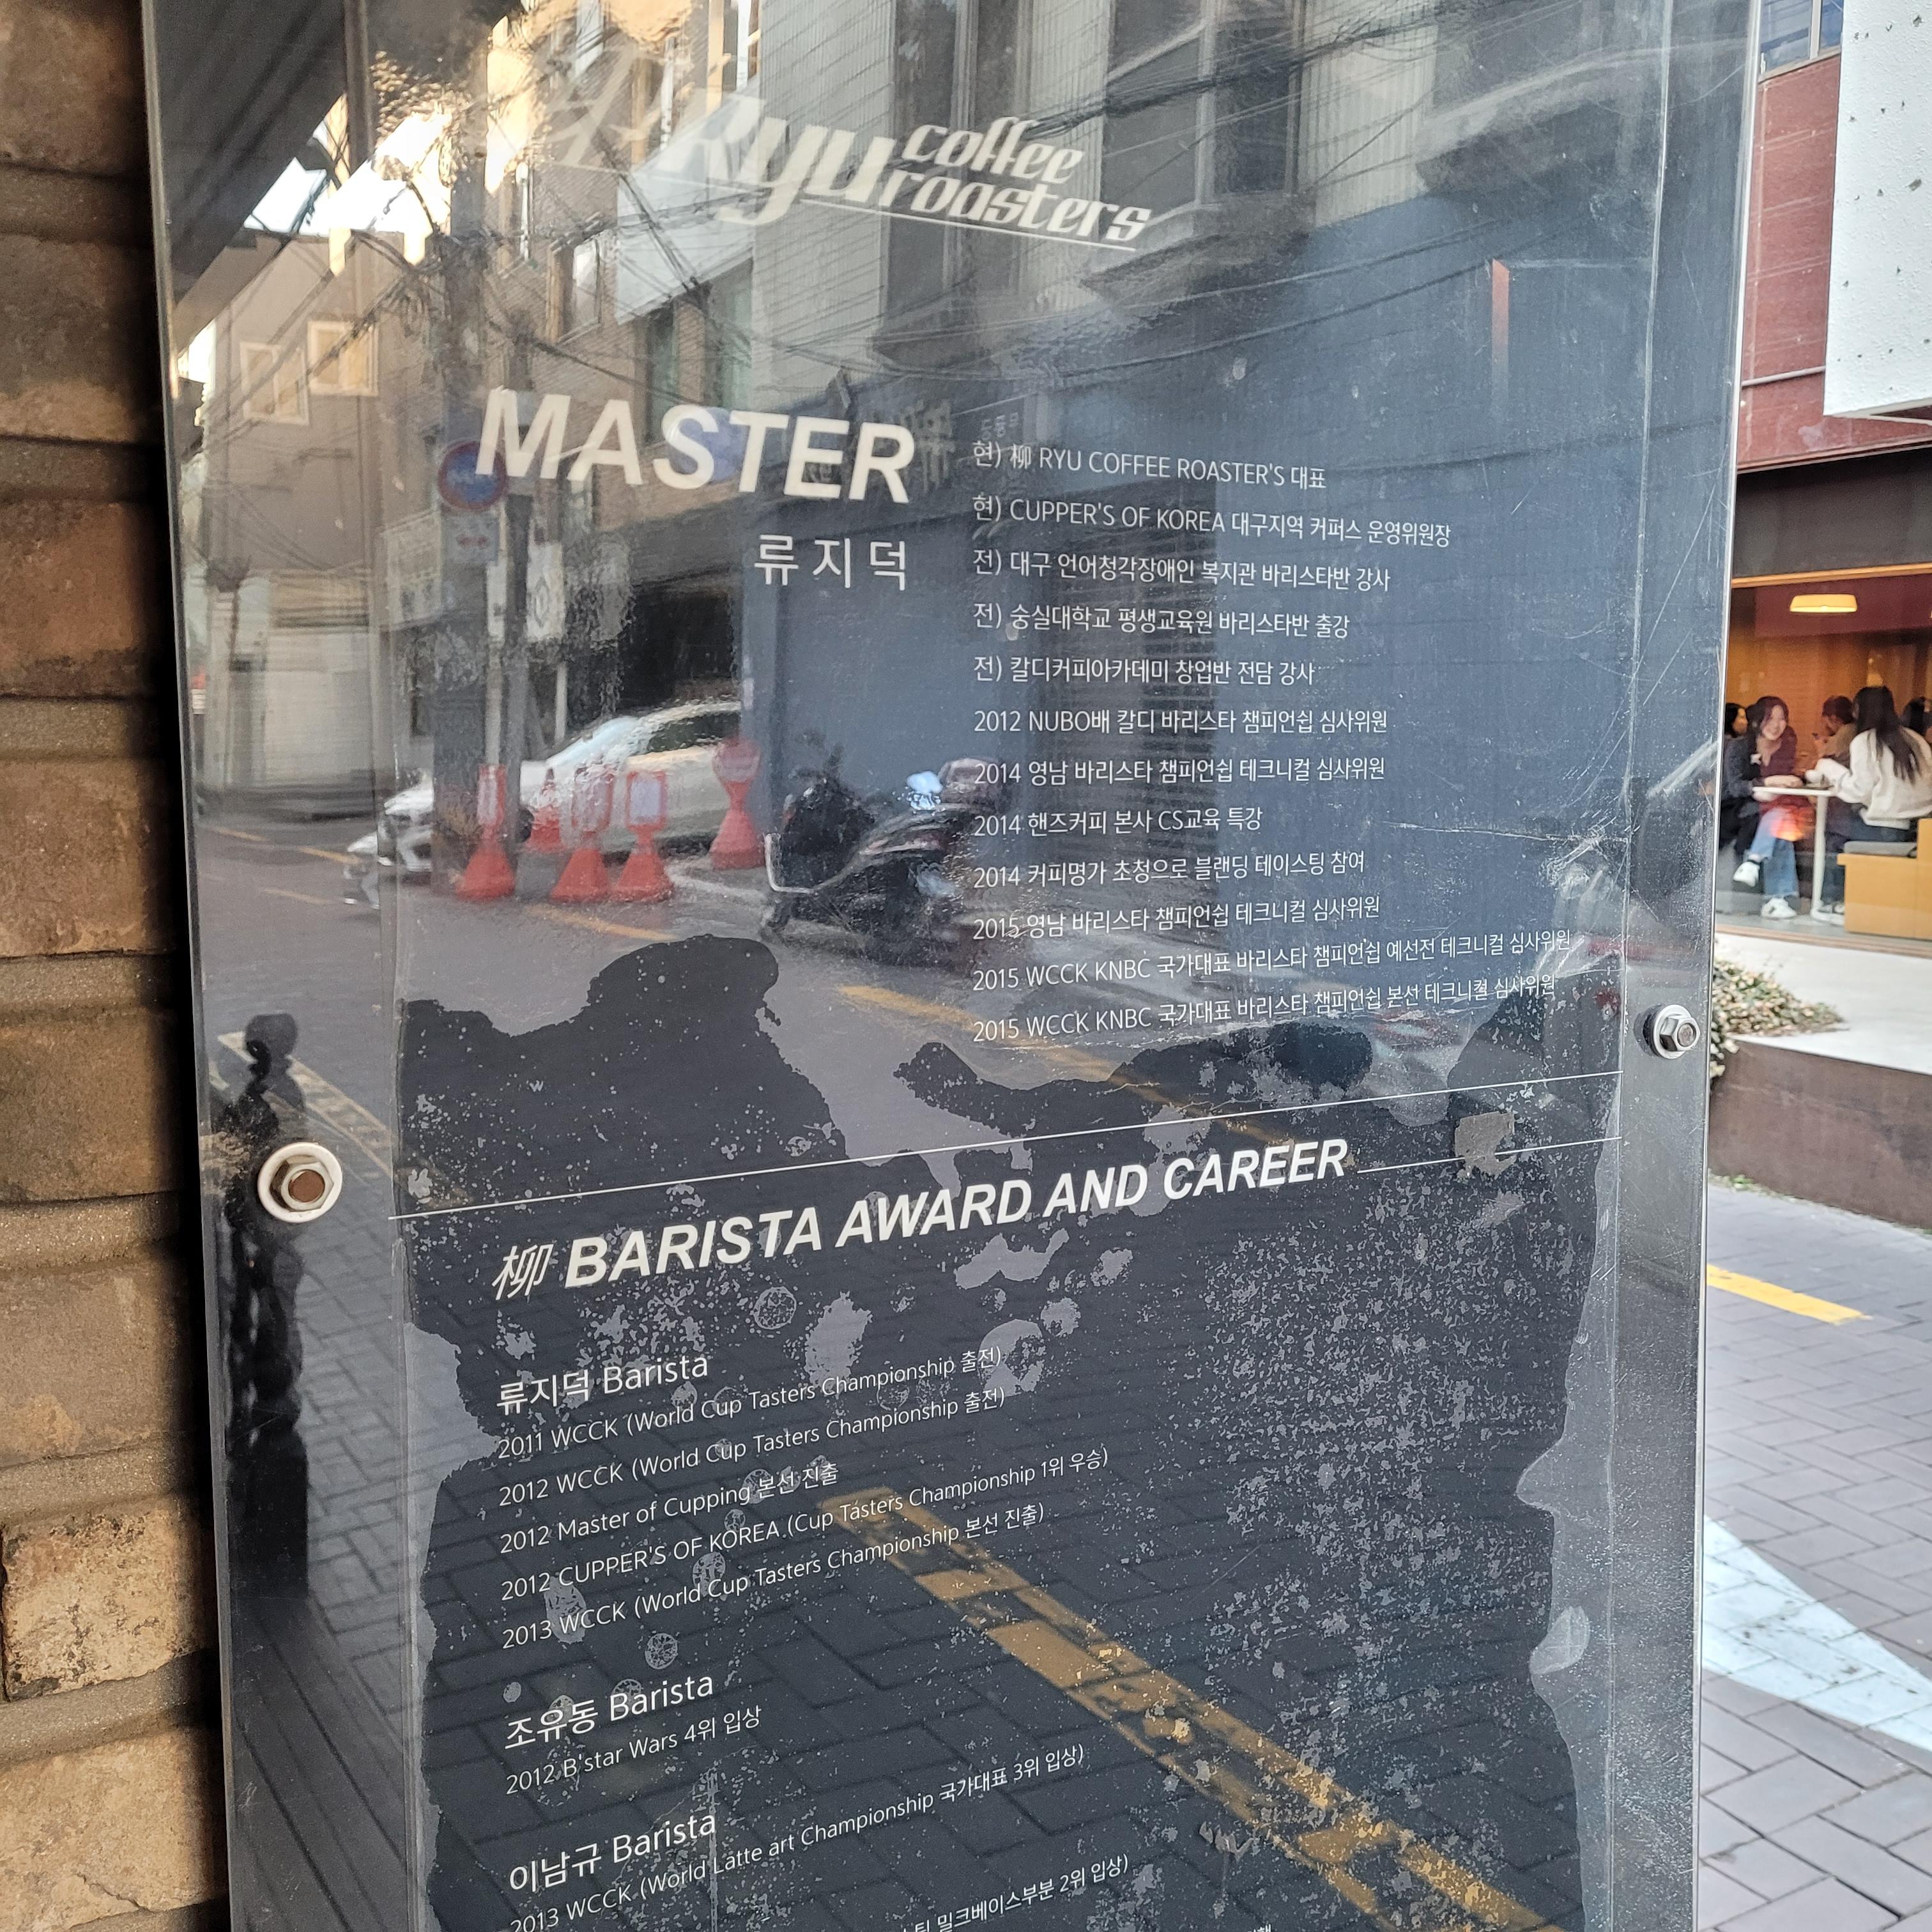 柳 Ryu coffee roasters
MASTER
류지덕
현) 柳 RYU COFFEE ROASTER'S 대표
현) CUPPER'S OF KOREA 대구지역 커퍼스 운영위원장
전) 대구 언어청각장애인 복지관 바리스타반 강사
전) 숭실대학교 평생교육원 바리스타반 출강
전) 칼디커피아카데미 창업반 전담 강사
2012 NUBO배 칼디 바리스타 챔피언쉽 심사위원
2014 영남 바리스타 챔피언쉽 테크니컬 심사위원
2014 핸즈커피 본사 CS교육 특강
2014 커피명가 초청으로 블랜딩 테이스팅 참여
2015 영남 바리스타 챔피언쉽 테크니컬 심사위원
2015 WCCK KNBC 국가대표 바리스타 챔피언쉽 예선전 테크니컬 심사위원
2015 WCCK KNBC 국가대표 바리스타 챔피언쉽 본선 테크니컬 심사위원
柳 BARISTA AWARD AND CAREER
류지덕 Barista
2011 WCCK (World Cup Tasters Championship 출전)
2012 WCCK (World Cup Tasters Championship 출전)
2012 Master of Cupping 본선 진출
2012 CUPPER'S OF KOREA (Cup Tasters Championship 1위 우승)
2013 WCCK (World Cup Tasters Championship 본선 진출)
조유동 Barista
2012 B'star Wars 4위 입상
이남규 Barista
2013 WCCK (World Latte art Championship 국가대표 3위 입상)
밀크베이스부분 2위 입상)